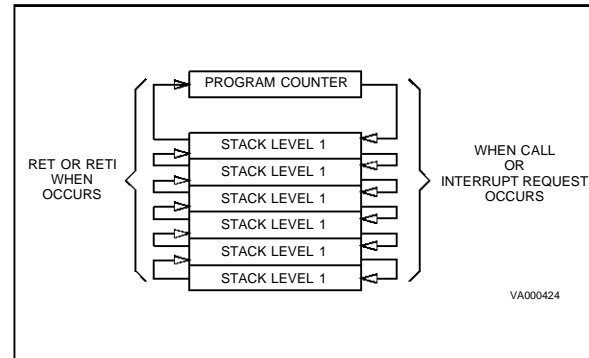 PROGRAM COUNTER
STACK LEVEL 1
STACK LEVEL 1
STACK LEVEL 1
STACK LEVEL 1
STACK LEVEL 1
STACK LEVEL 1
RET OR RETI
WHEN
OCCURS
WHEN CALL
OR
INTERRUPT REQUEST
OCCURS
VA000424